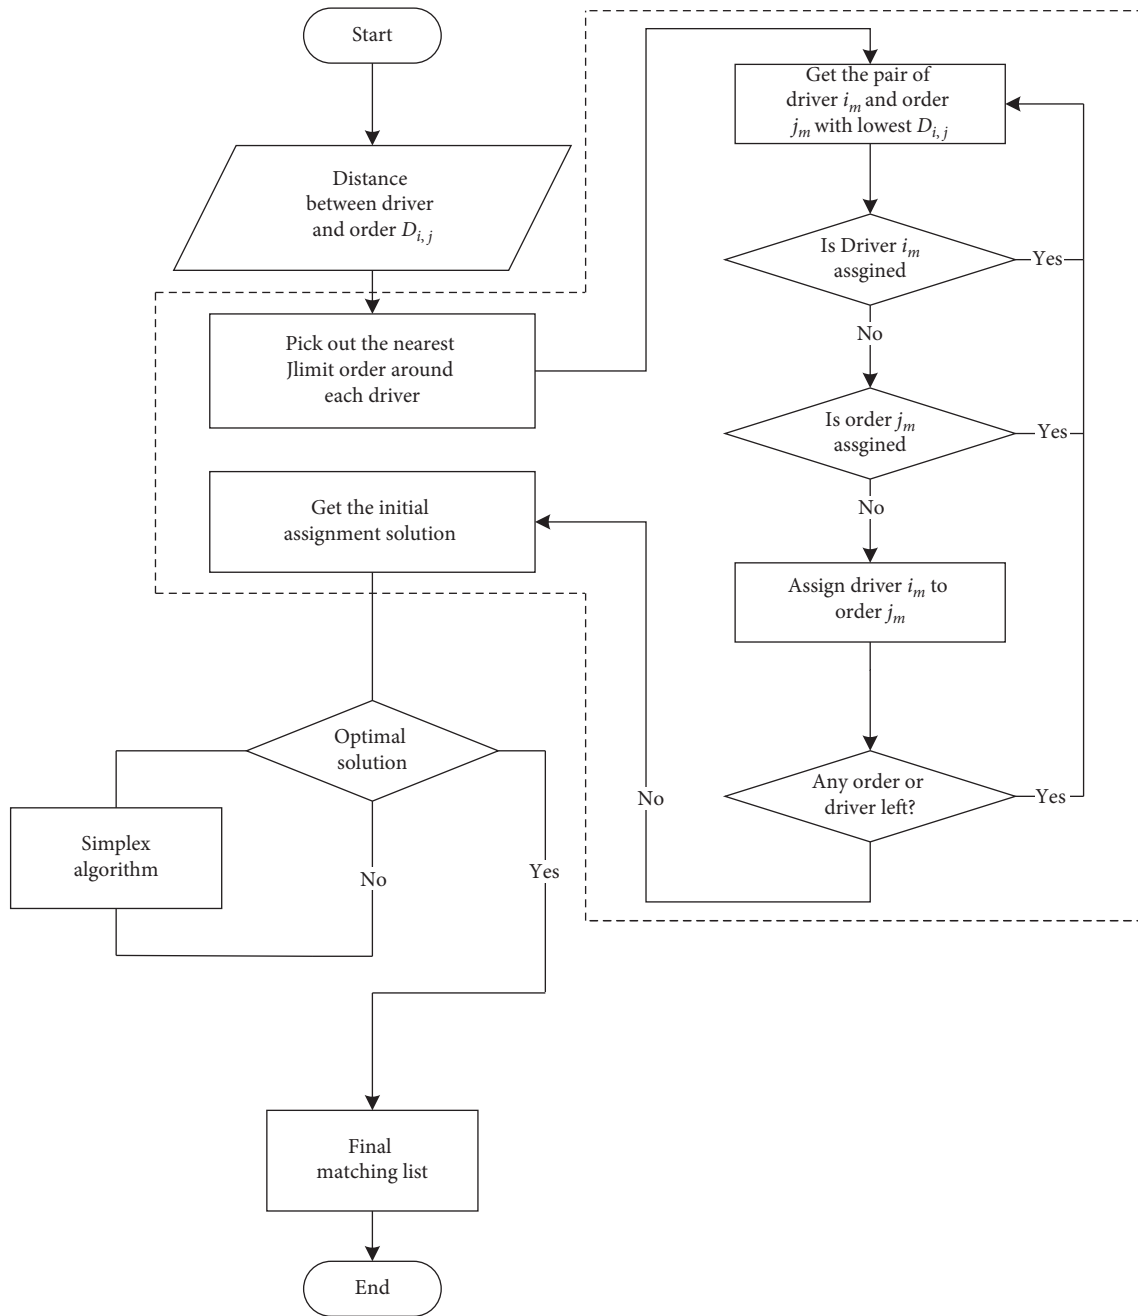 Start
Distance
between driver
and order D_{i, j}
Pick out the nearest
Jlimit order around
each driver
Get the pair of
driver i_m and order
j_m with lowest D_{i, j}
Is Driver i_m
assgined
Yes
No
Is order j_m
assgined
Yes
No
Assign driver i_m to
order j_m
Any order or
driver left?
Yes
No
Get the initial
assignment solution
Optimal
solution
Simplex
algorithm
No
Yes
Final
matching list
End